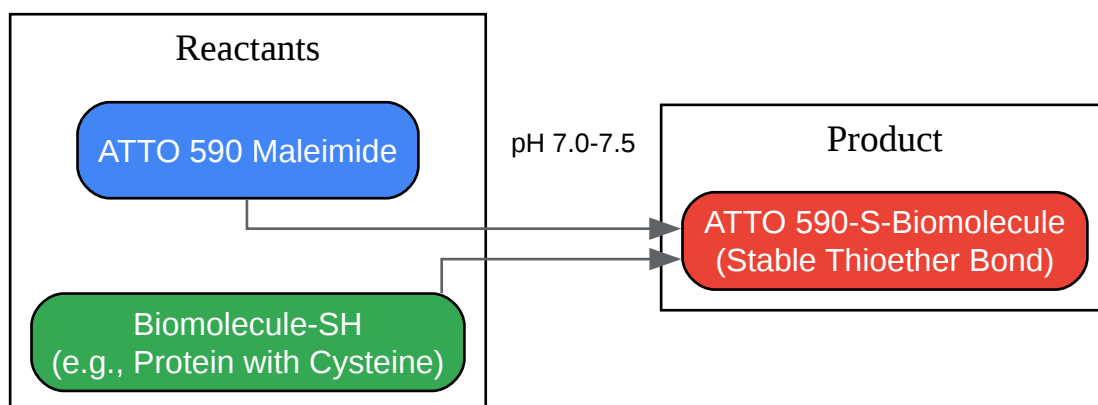 Reactants
ATTO 590 Maleimide
Biomolecule-SH
(e.g., Protein with Cysteine)
pH 7.0-7.5
Product
ATTO 590-S-Biomolecule
(Stable Thioether Bond)